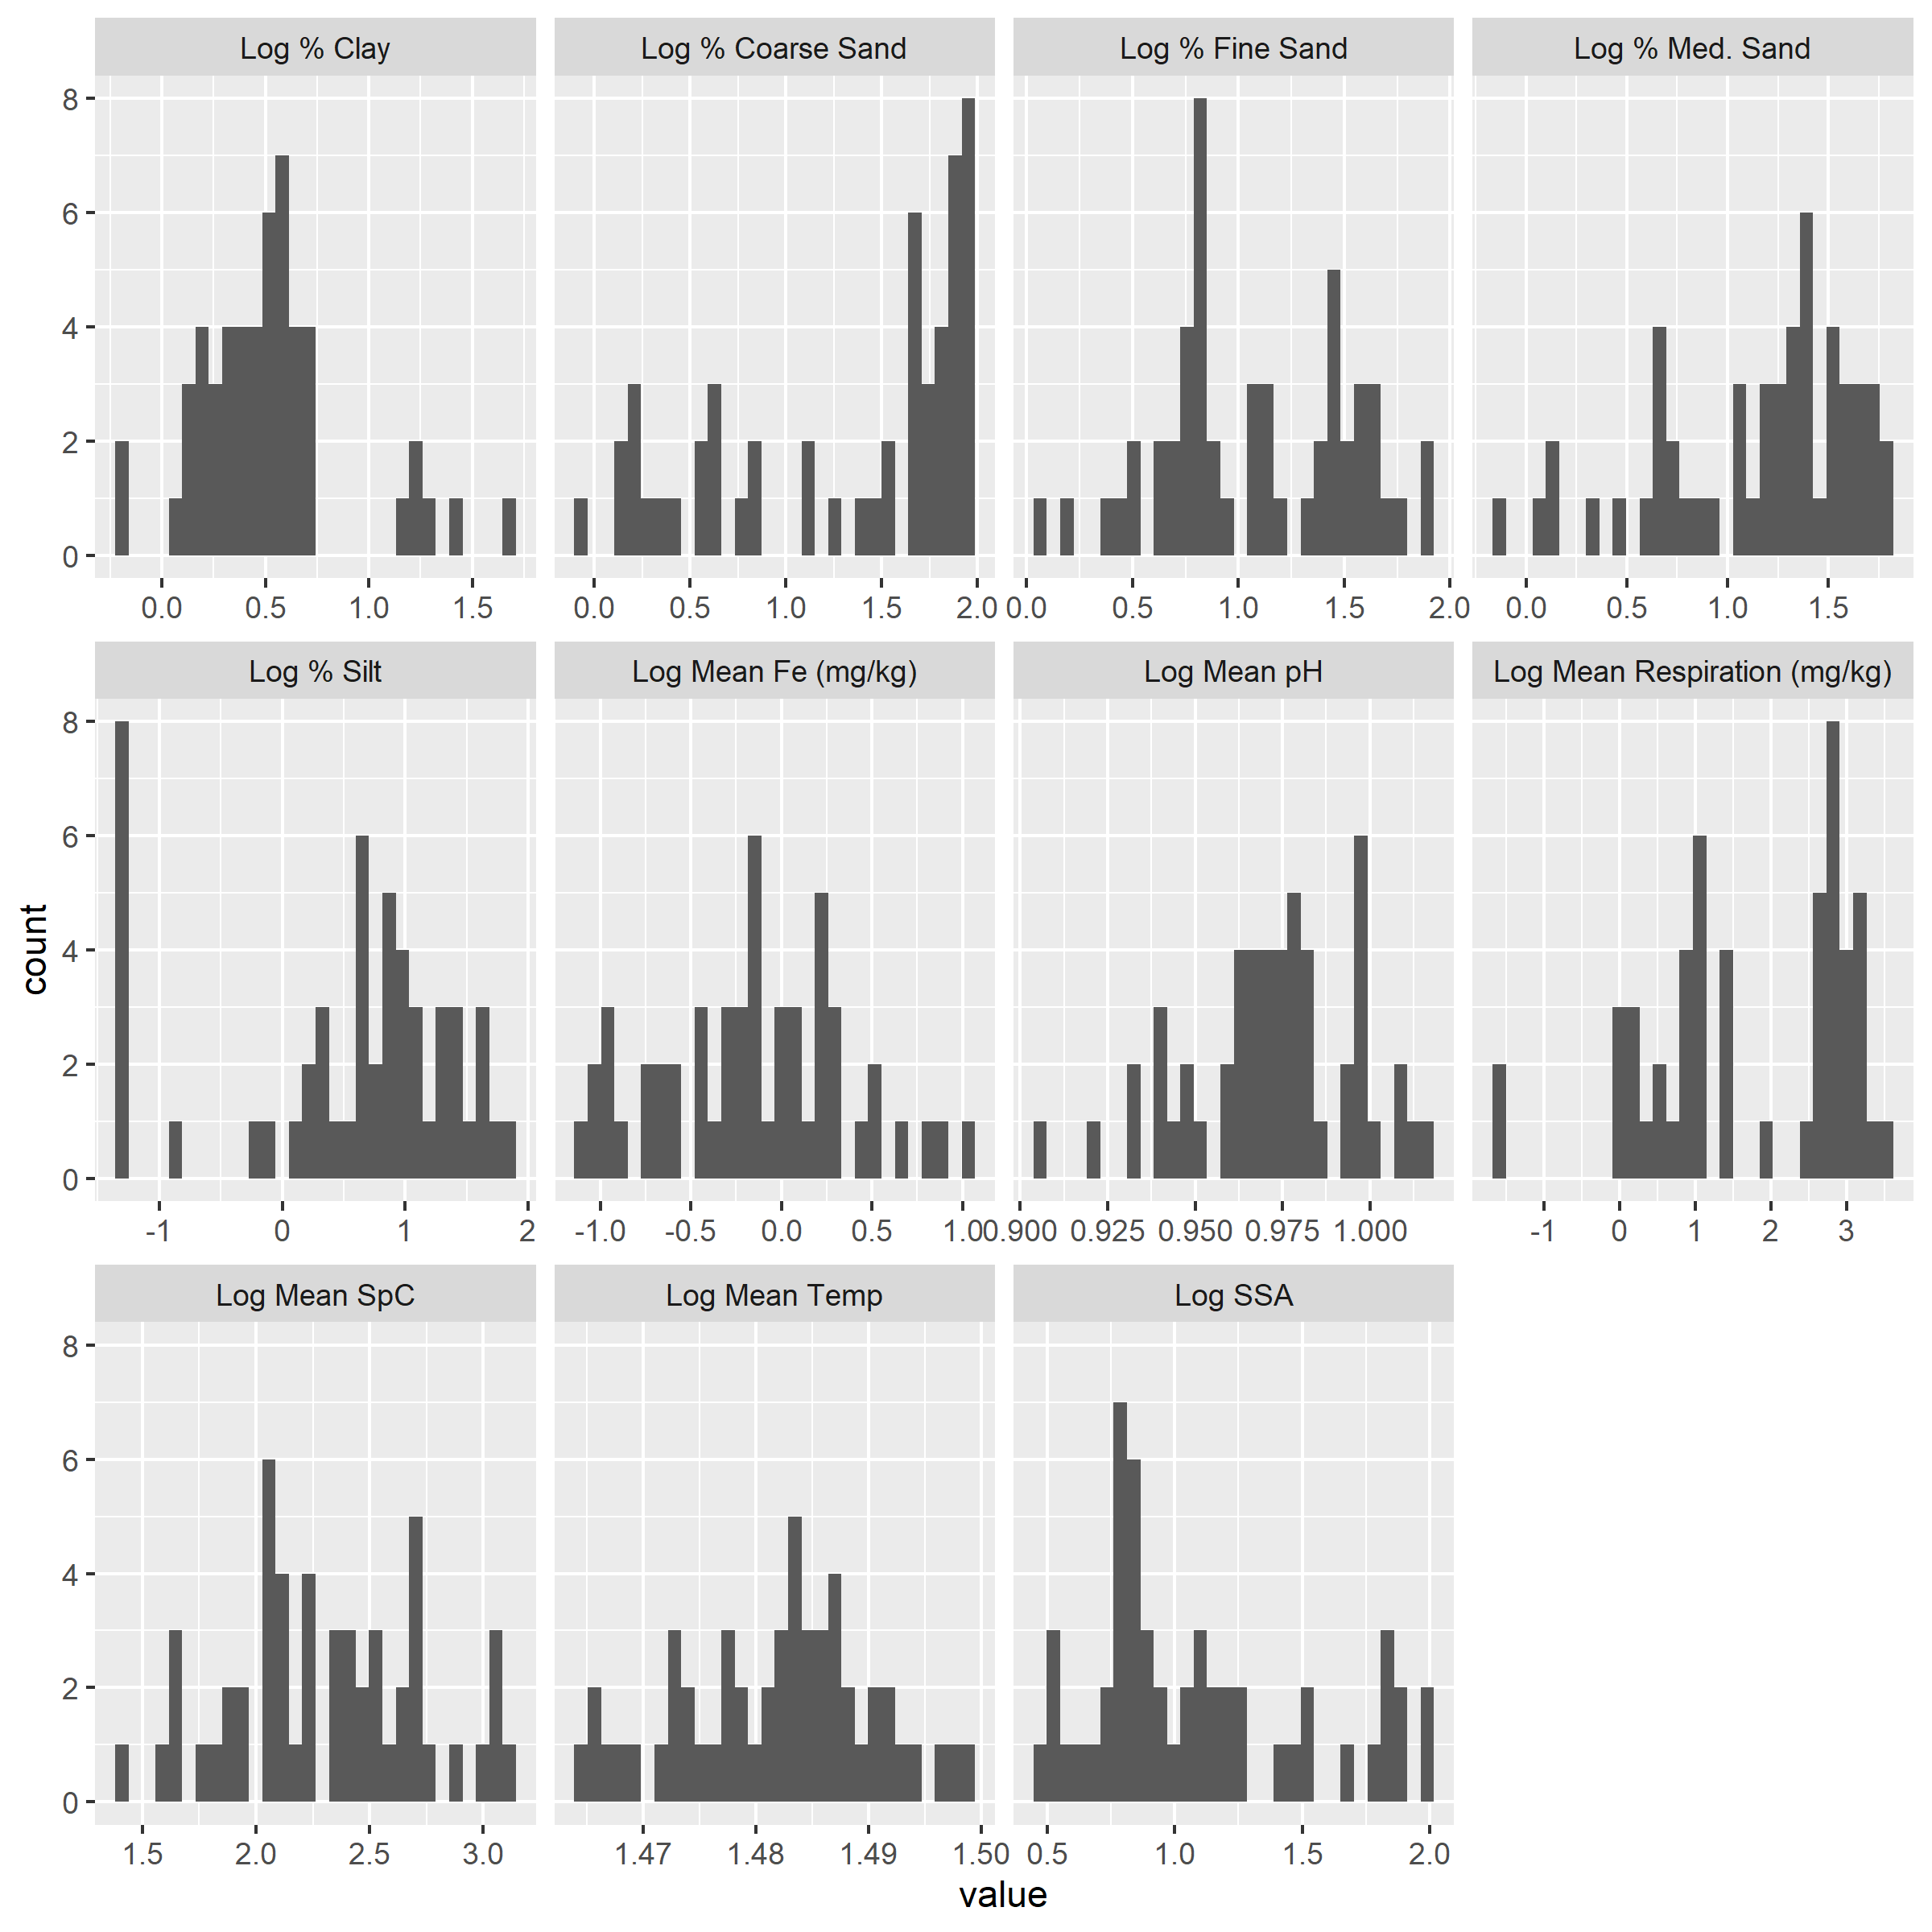 Log % Clay Log % Coarse Sand Log % Fine Sand Log % Med. Sand
8
6
4
2
0
0.0 0.5 1.0 1.5 0.0 0.5 1.0 1.5 2.0 0.0 0.5 1.0 1.5 2.0 0.0 0.5 1.0 1.5
Log % Silt Log Mean Fe (mg/kg) Log Mean pH Log Mean Respiration (mg/kg)
8
6
4
2
0
count
-1 0 1 2 -1.0 -0.5 0.0 0.5 1.0 0.900 0.925 0.950 0.975 1.000 -1 0 1 2 3
Log Mean SpC Log Mean Temp Log SSA
8
6
4
2
0
1.5 2.0 2.5 3.0 1.47 1.48 1.49 1.50 0.5 1.0 1.5 2.0
value